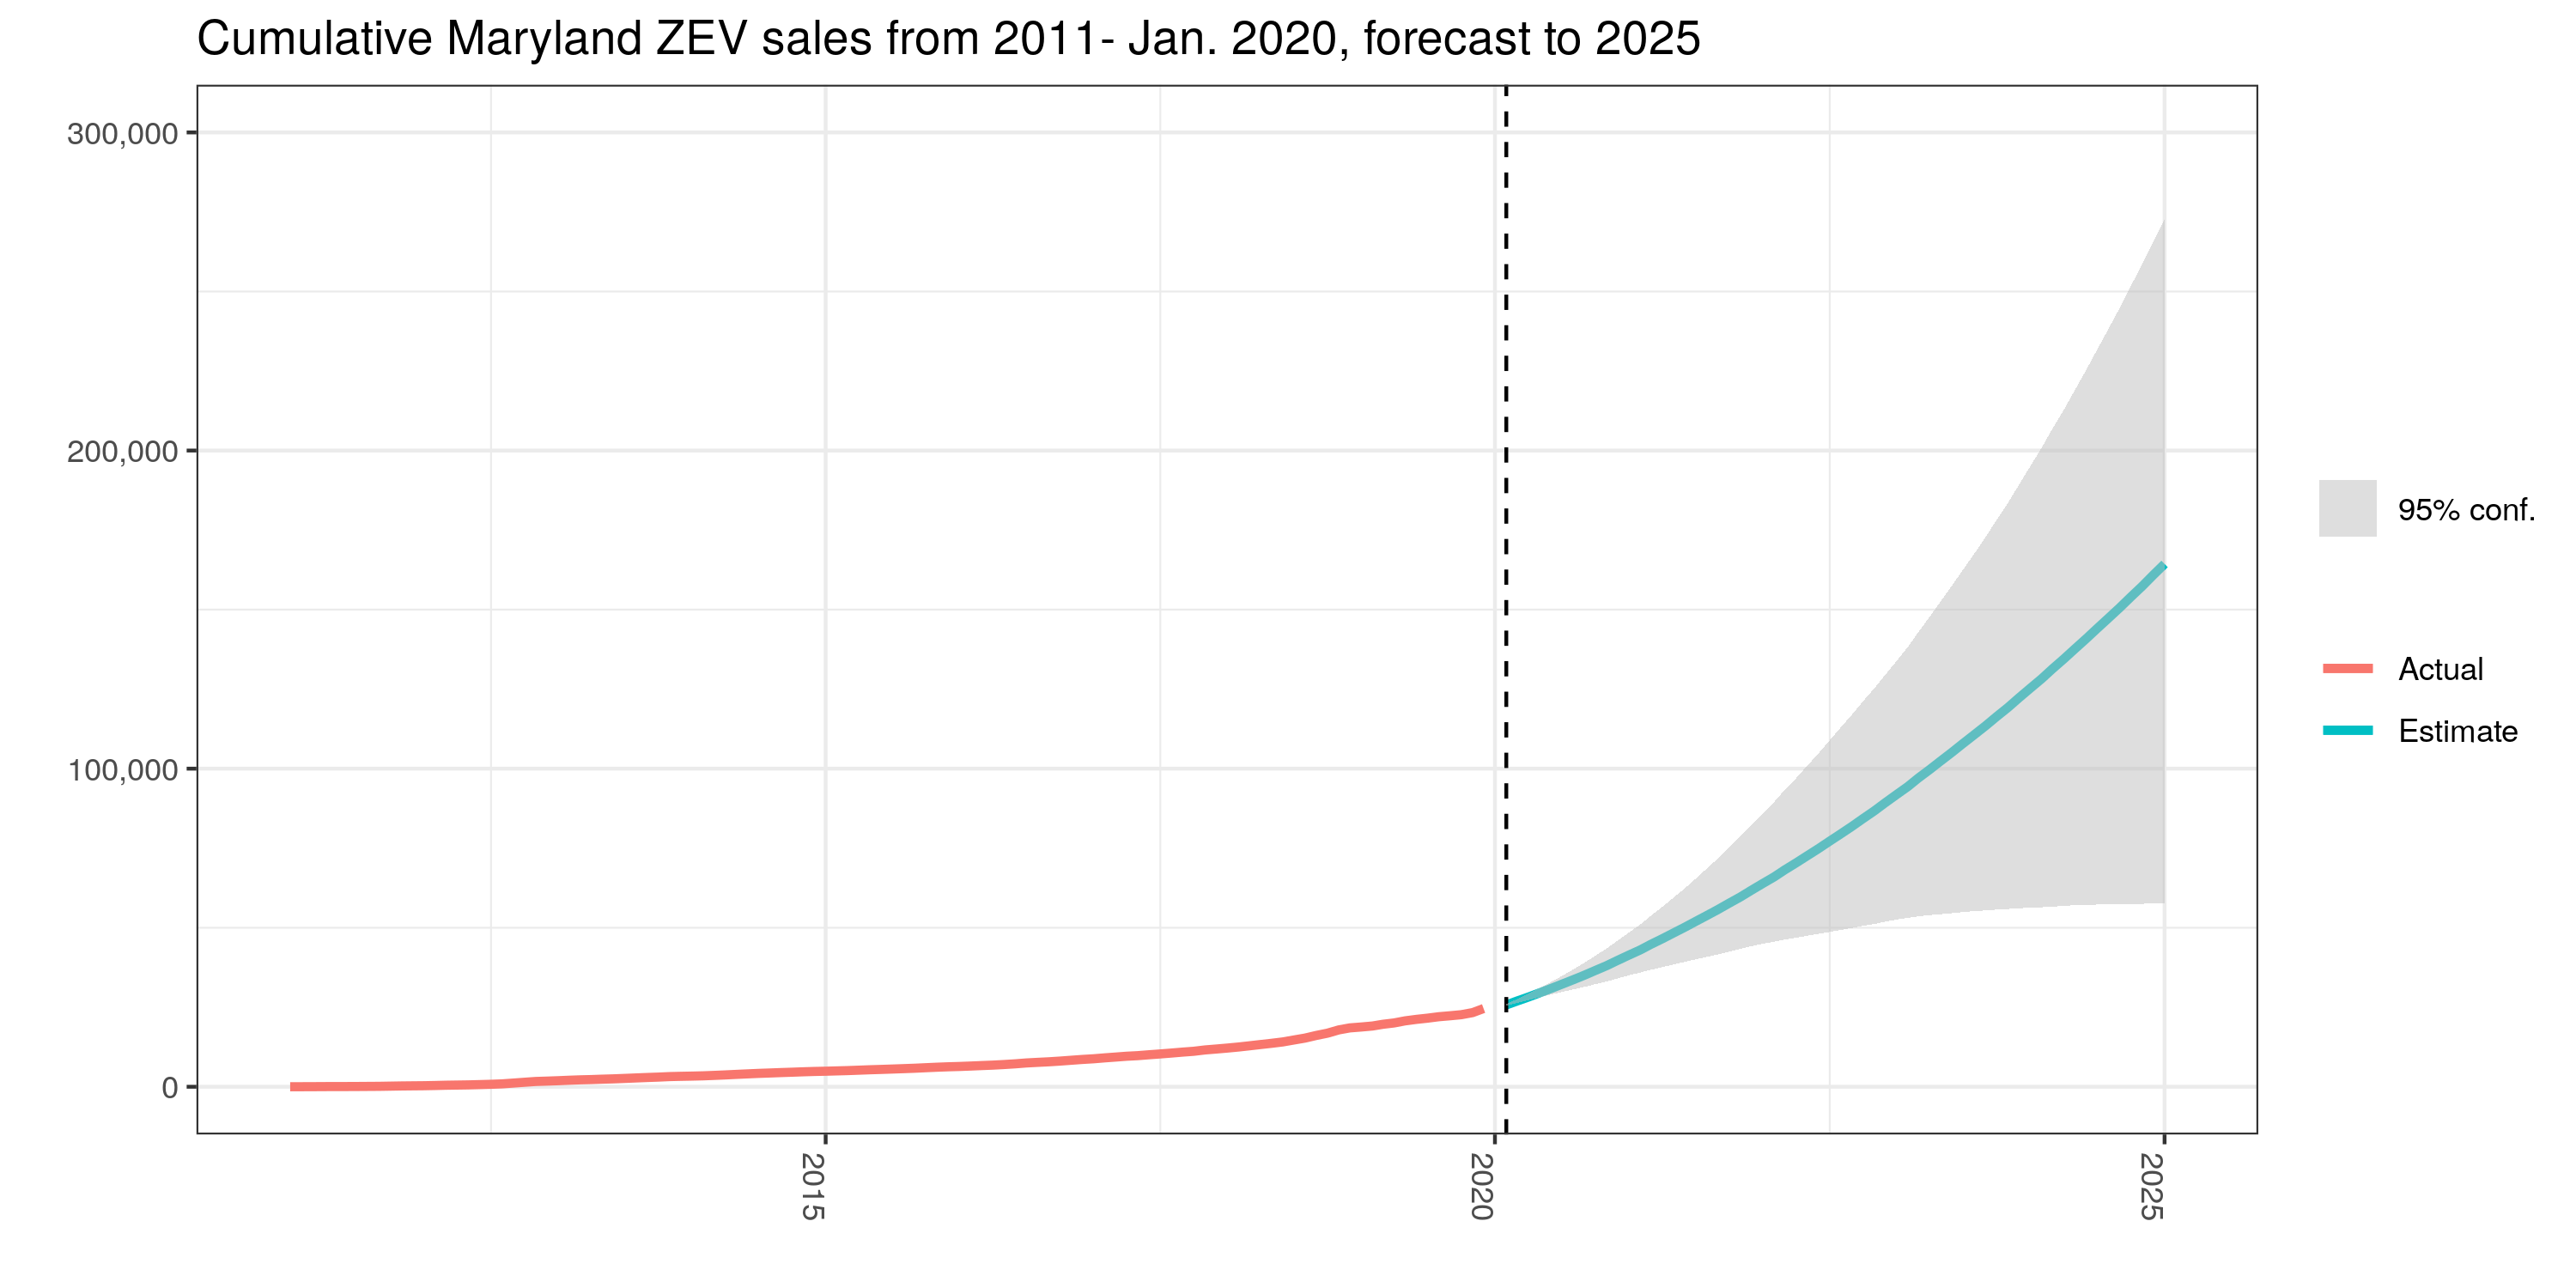 Cumulative Maryland ZEV sales from 2011- Jan. 2020, forecast to 2025
300,000
200,000
100,000
0
2015
2020
2025
95% conf.
Actual
Estimate